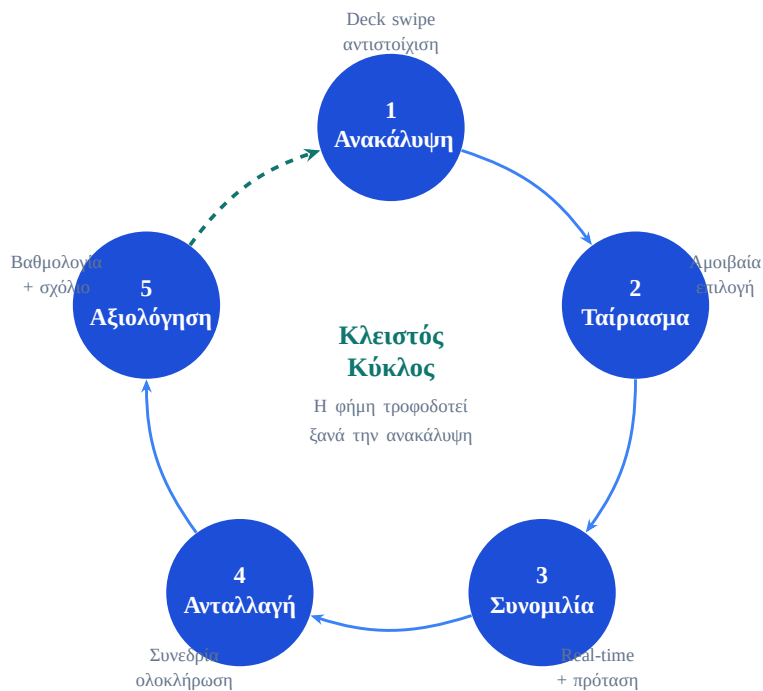 Deck swipe
αντιστοίχιση
1
Ανακάλυψη
Αμοιβαία
επιλογή
2
Ταίριασμα
Βαθμολογία
+ σχόλιο
5
Αξιολόγηση
Κλειστός
Κύκλος
Η φήμη τροφοδοτεί
ξανά την ανακάλυψη
3
Συνομιλία
Real-time
+ πρόταση
4
Ανταλλαγή
Συνεδρία
ολοκλήρωση